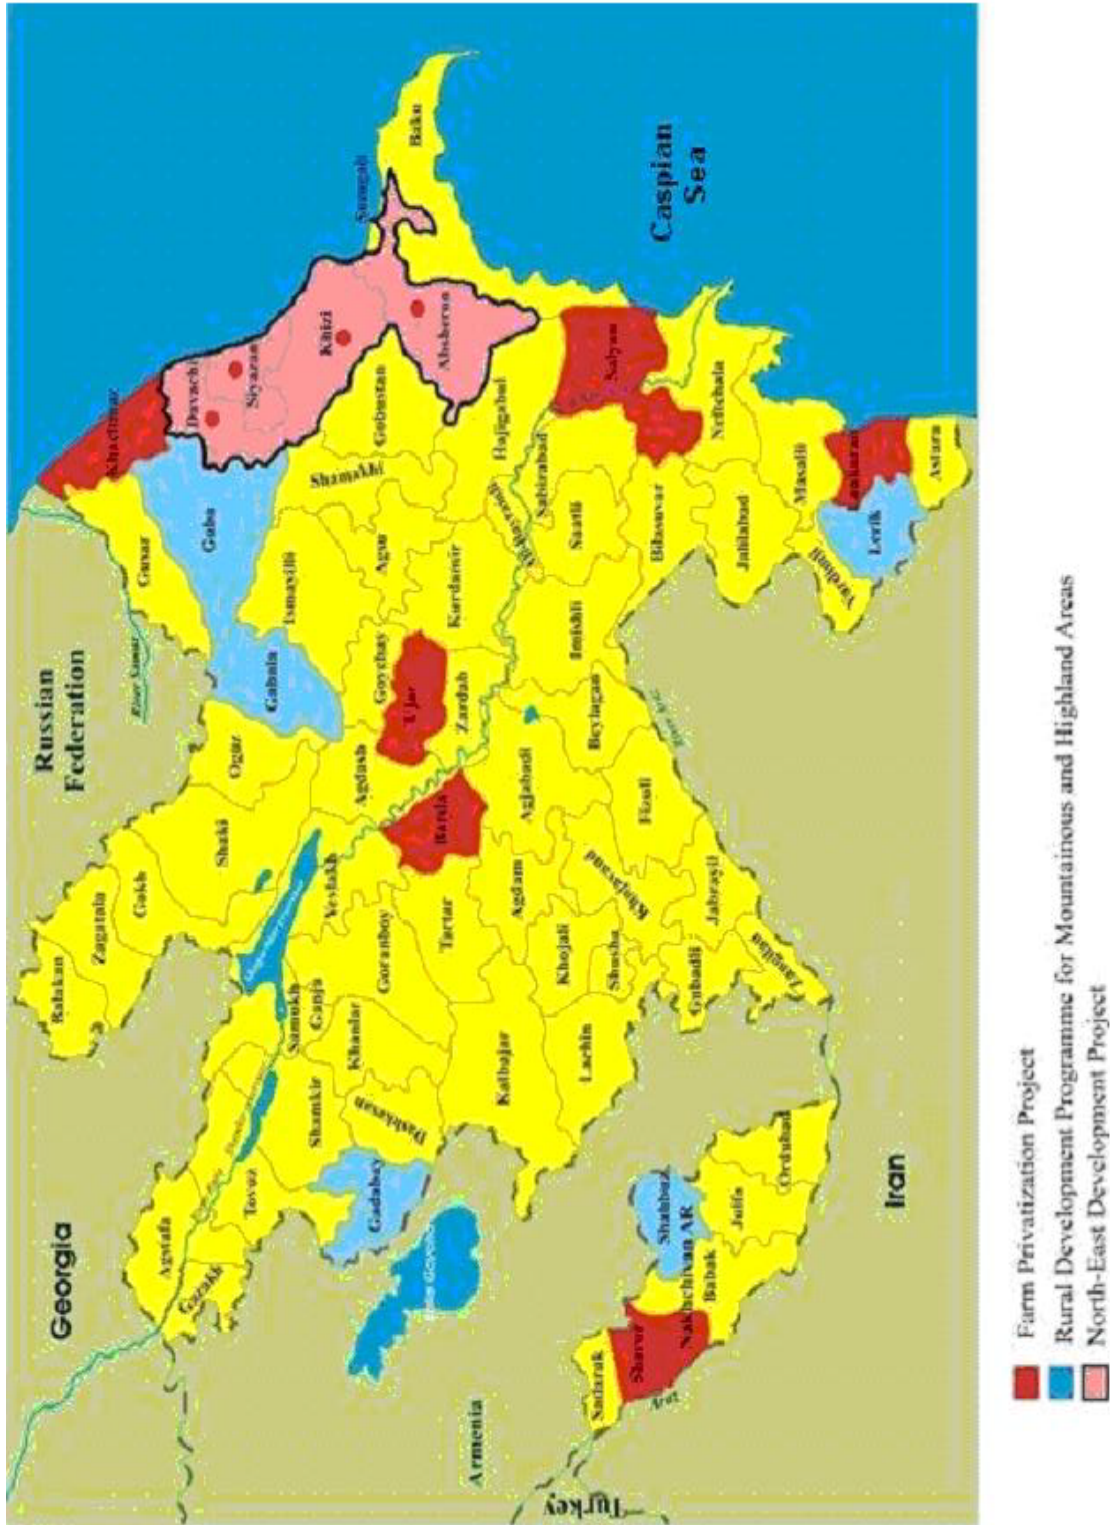 Georgia
Russian
Federation
Armenia
Turkey
Iran
Caspian
Sea
River Samur
Balakan
Zagatala
Gakh
Shaki
Oguz
Gabala
Gusar
Guba
Khachmaz
Davachi
Siyazan
Khizi
Sumgait
Baku
Absheron
Gobustan
Shamakhi
Ismayilli
Agsu
Goychay
Ujar
Kurdamir
Zardab
Agdash
Yevlakh
Barda
Hajigabul
Sabirabad
Saatli
Imishli
Salyan
Neftchala
Bilasuvar
Jalilabad
Masalli
Yardimli
Lerik
Astara
Beylagan
Agjabadi
Fizuli
Agdam
Khojavand
Jabrayil
Zangilan
Gubadli
Khojali
Shusha
Lachin
Kalbajar
Tartar
Goranboy
Samukh
Ganja
Khanlar
Dashkasan
Shamkir
Gadabay
Tovuz
Agstafa
Gazakh
Sadarak
Sharur
Nakhchivan AR
Shahbuz
Babak
Julfa
Ordubad
Araz
Farm Privatization Project
Rural Development Programme for Mountainous and Highland Areas
North-East Development Project